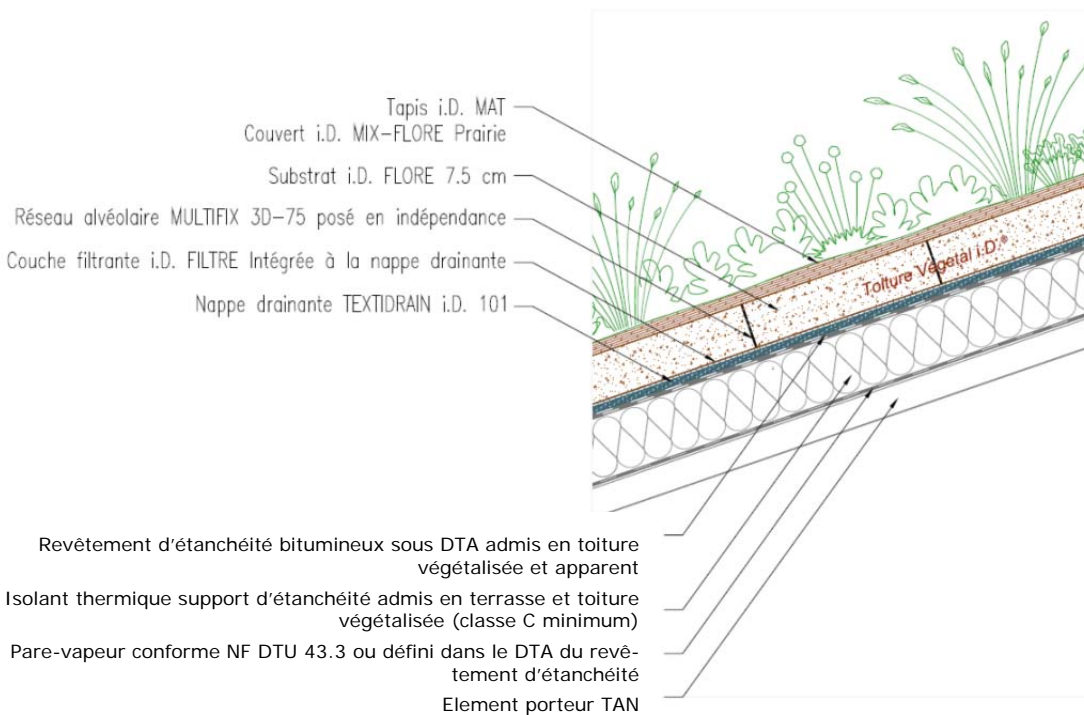 Tapis i.D. MAT
Couvert i.D. MIX-FLORE Prairie
Substrat i.D. FLORE 7.5 cm
Réseau alvéolaire MULTIFIX 3D-75 posé en indépendance
Couche filtrante i.D. FILTRE Intégrée à la nappe drainante
Nappe drainante TEXTIDRAIN i.D. 101
Toiture Végétal i.D.®
Revêtement d'étanchéité bitumineux sous DTA admis en toiture
végétalisée et apparent
Isolant thermique support d'étanchéité admis en terrasse et toiture
végétalisée (classe C minimum)
Pare-vapeur conforme NF DTU 43.3 ou défini dans le DTA du revê-
tement d'étanchéité
Element porteur TAN